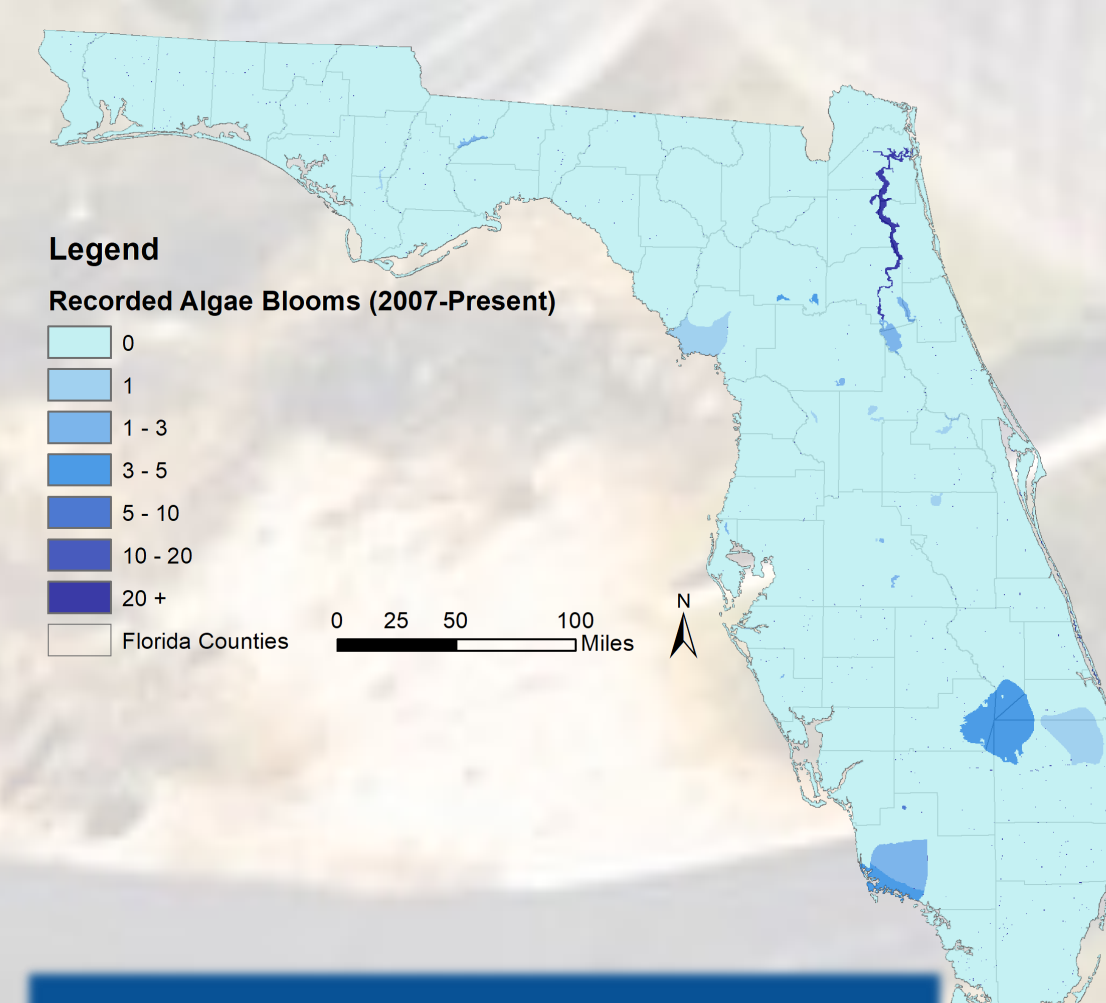 Legend
Recorded Algae Blooms (2007-Present)
0
1
1 - 3
3 - 5
5 - 10
10 - 20
20 +
Florida Counties
0 25 50 100
Miles
N